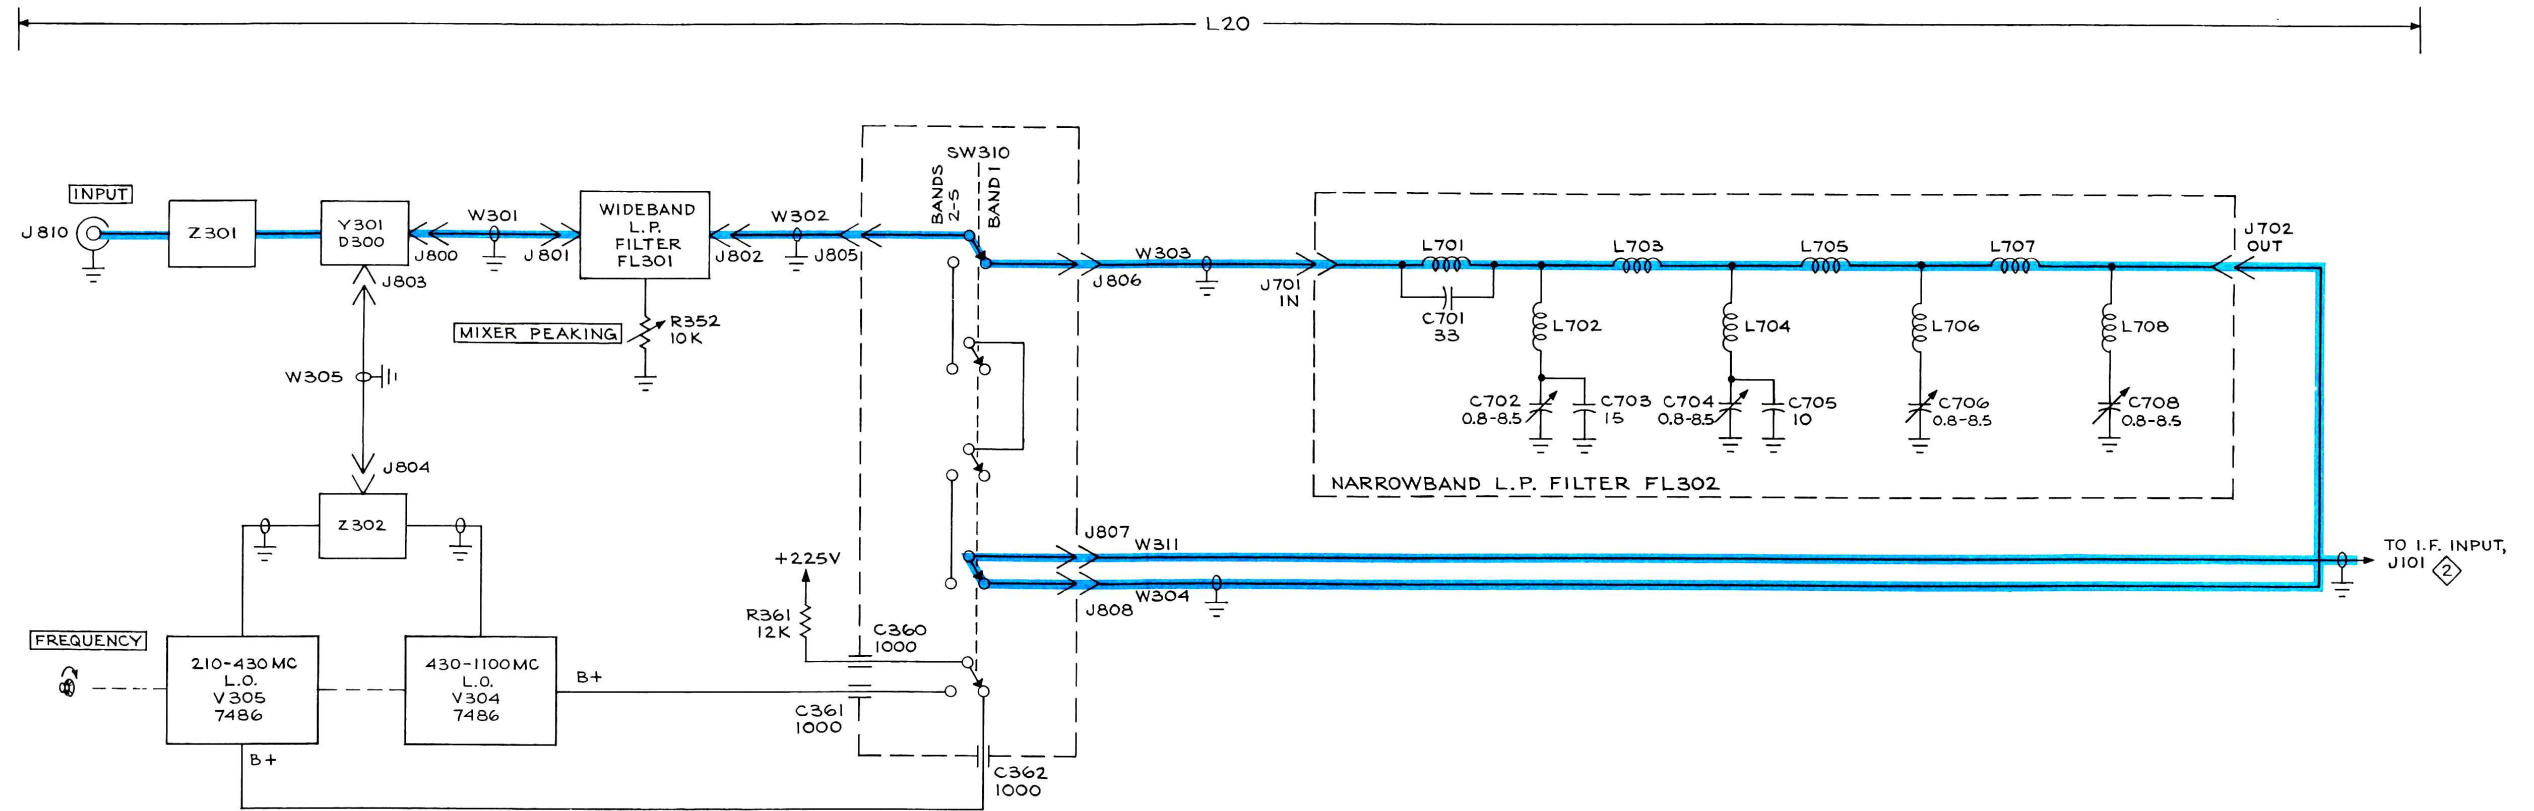 L20
INPUT
J810
Z301
Y301
D300
J800
W301
J801
J803
WIDEBAND
L.P.
FILTER
FL301
J802
W302
J805
MIXER PEAKING
R352
10K
W305
J804
Z302
SW310
BANDS
2-5
BAND 1
J806
W303
J701
IN
L701
C701
33
L703
L705
L707
J702
OUT
L702
L704
L706
L708
C702
0.8-8.5
C703
15
C704
0.8-8.5
C705
10
C706
0.8-8.5
C708
0.8-8.5
NARROWBAND L.P. FILTER FL302
J807
W311
W304
J808
TO I.F. INPUT,
J101 2
+225V
R361
12K
C360
1000
FREQUENCY
210-430 MC
L.O.
V305
7486
430-1100 MC
L.O.
V304
7486
B+
C361
1000
B+
C362
1000